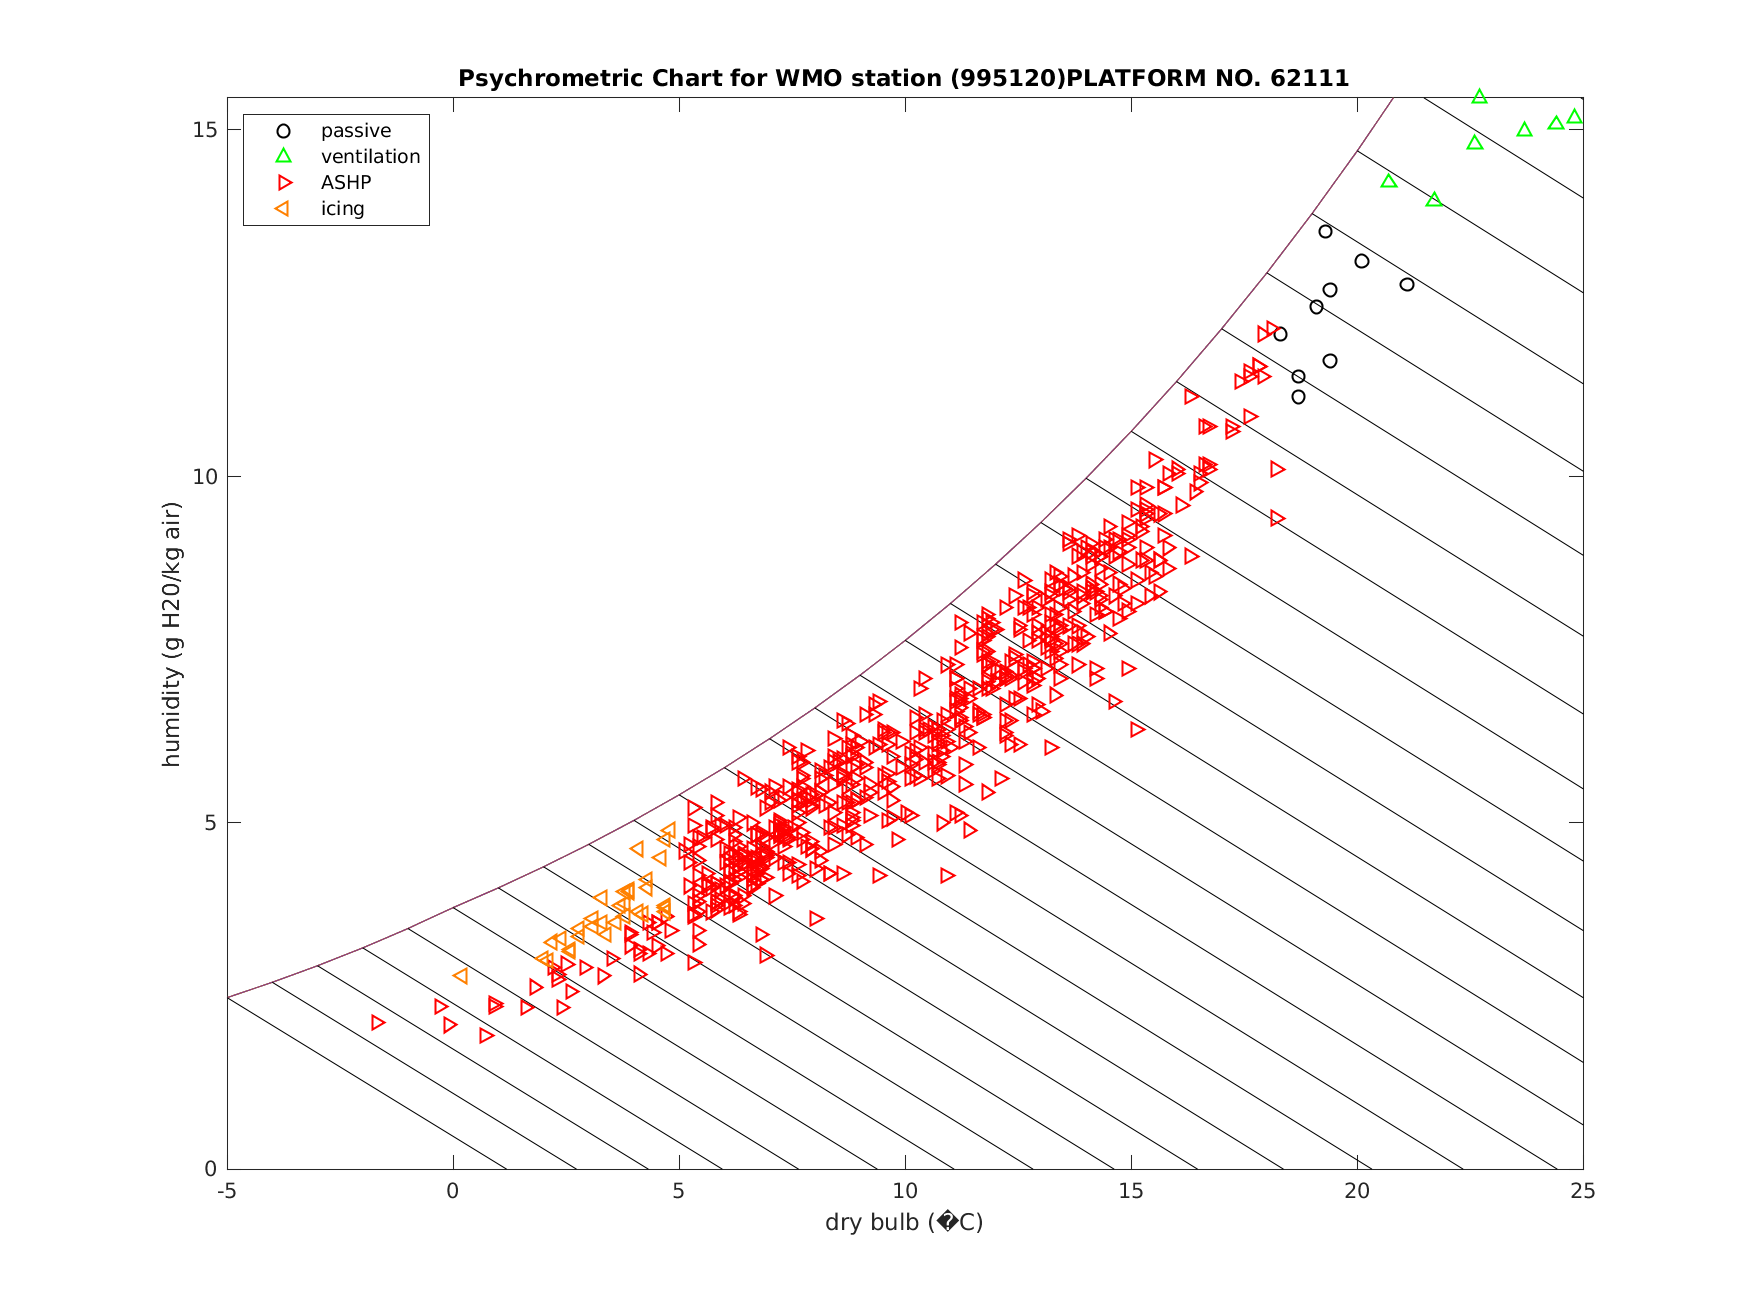 Psychrometric Chart for WMO station (995120)PLATFORM NO. 62111
passive
ventilation
ASHP
icing
15
10
5
0
humidity (g H20/kg air)
-5 0 5 10 15 20 25
dry bulb (�C)